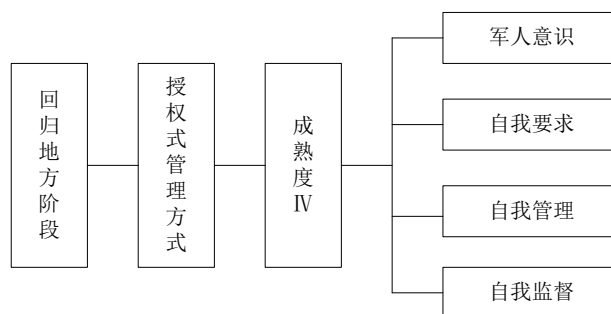 回归地方阶段
授权式管理方式
成熟度Ⅳ
军人意识
自我要求
自我管理
自我监督